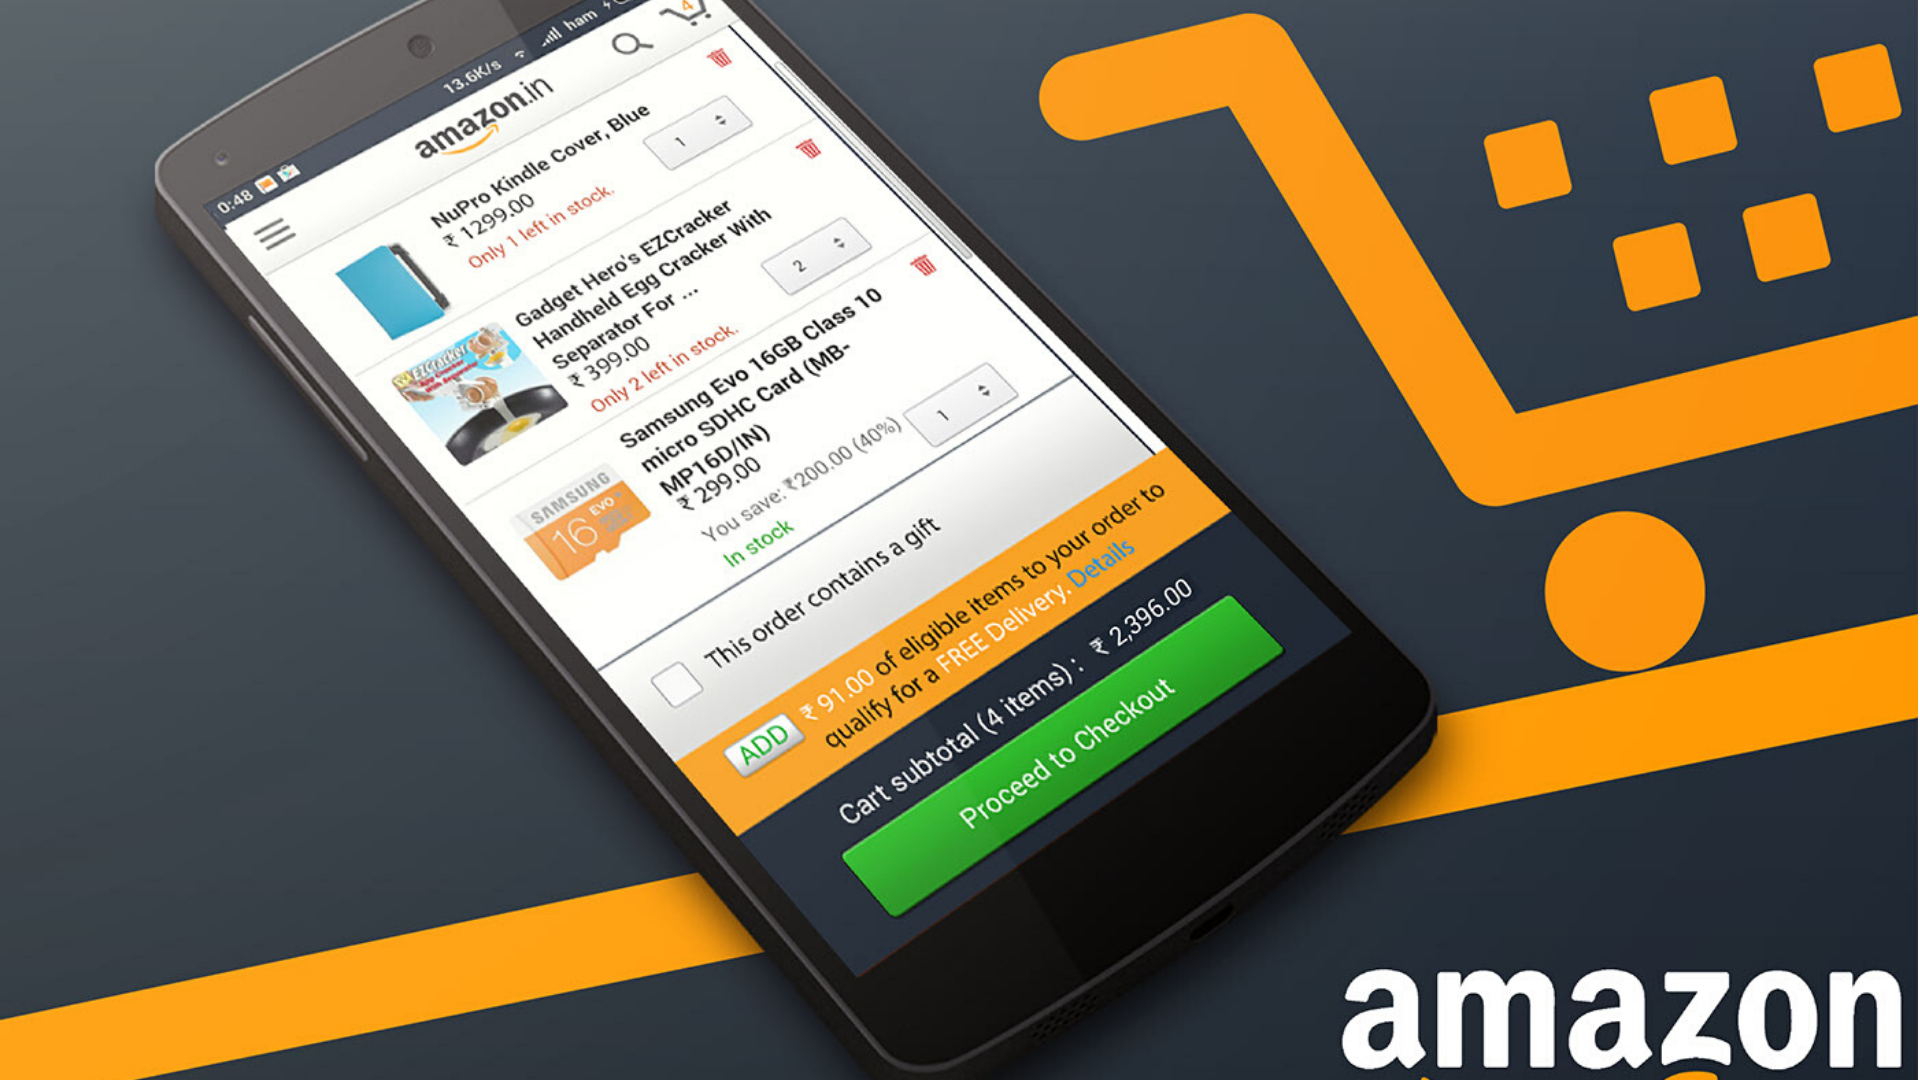 0:48
13.6K/s
ham
4
amazon.in
NuPro Kindle Cover, Blue
₹ 1299.00
Only 1 left in stock.
1
EZCracker
Gadget Hero's EZCracker
Handheld Egg Cracker With
Separator For ...
₹ 399.00
Only 2 left in stock.
2
SAMSUNG
16
EVO
Samsung Evo 16GB Class 10
micro SDHC Card (MB-
MP16D/IN)
₹ 299.00
You save: ₹200.00 (40%)
In stock
1
This order contains a gift
ADD
₹ 91.00 of eligible items to your order to
qualify for a FREE Delivery. Details
Cart subtotal (4 items) : ₹ 2,396.00
Proceed to Checkout
amazon